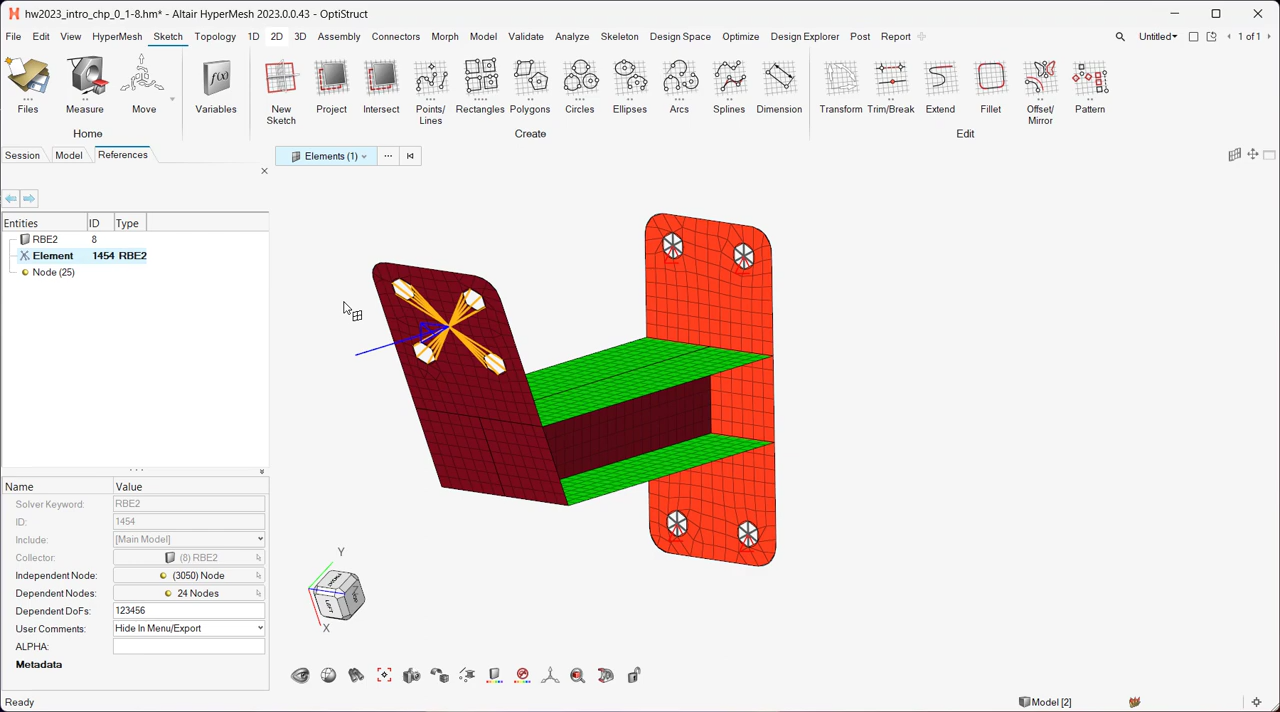 hw2023_intro_chp_0_1-8.hm* - Altair HyperMesh 2023.0.0.43 - OptiStruct
File Edit View HyperMesh Sketch Topology 1D 2D 3D Assembly Connectors Morph Model Validate Analyze Skeleton Design Space Optimize Design Explorer Post Report Untitled 1 of 1
f(x)
Files Measure Move Variables New Sketch Project Intersect Points/Lines Rectangles Polygons Circles Ellipses Arcs Splines Dimension Transform Trim/Break Extend Fillet Offset/Mirror Pattern
Home Create Edit
Session Model References Elements (1) ...
Entities ID Type
RBE2 8
Element 1454 RBE2
Node (25)
Name Value
Solver Keyword: RBE2
ID: 1454
Include: [Main Model]
Collector: (8) RBE2
Independent Node: (3050) Node
Dependent Nodes: 24 Nodes
Dependent DoFs: 123456
User Comments: Hide In Menu/Export
ALPHA:
Metadata
Y
LEFT
X
Ready Model [2]